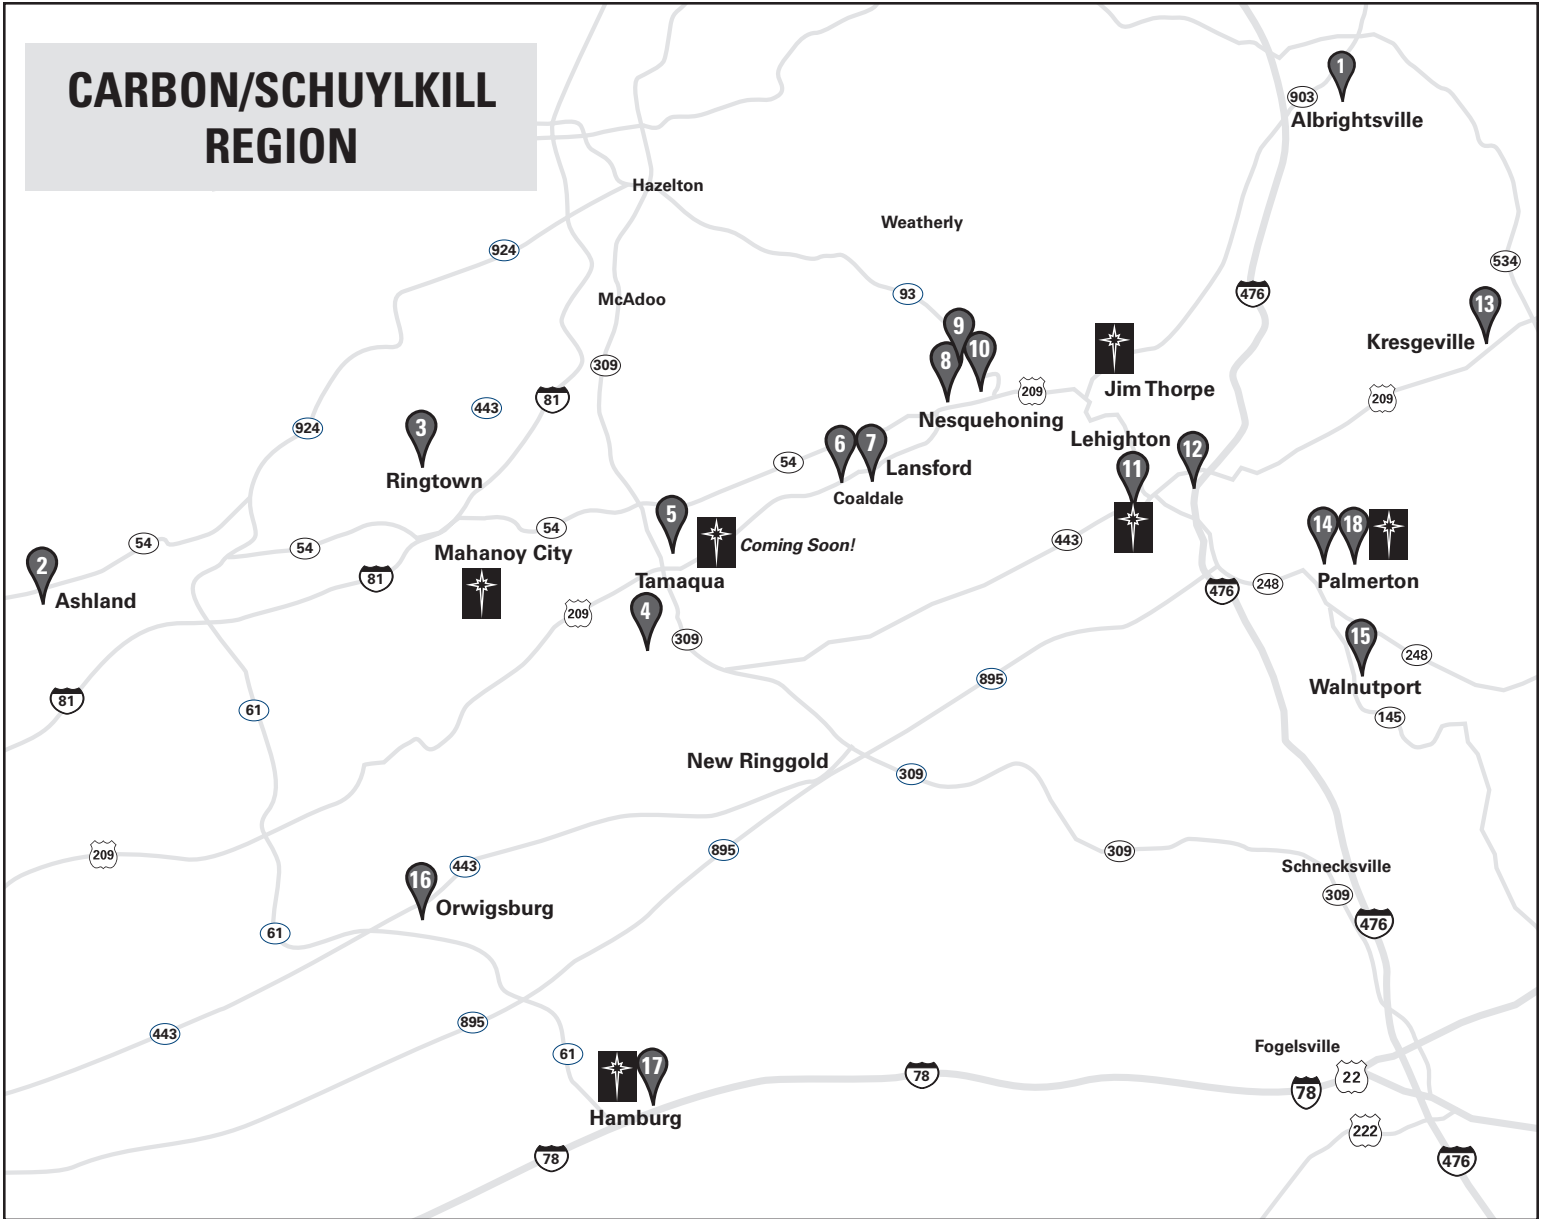 CARBON/SCHUYLKILL
REGION
1
903
Albrightsville
Hazelton
Weatherly
924
534
93
476
McAdoo
13
9
Kresgeville
10
8
309
Jim Thorpe
209
81
209
443
924
3
Nesquehoning
Lehighton
6
7
12
54
Lansford
11
Ringtown
Coaldale
5
14
18
54
443
54
Coming Soon!
54
Mahanoy City
2
81
Tamaqua
Palmerton
248
476
Ashland
4
209
309
15
248
895
Walnutport
81
61
145
New Ringgold
309
895
309
209
443
Schnecksville
16
309
Orwigsburg
476
61
895
443
Fogelsville
61
17
78
22
78
Hamburg
222
78
476